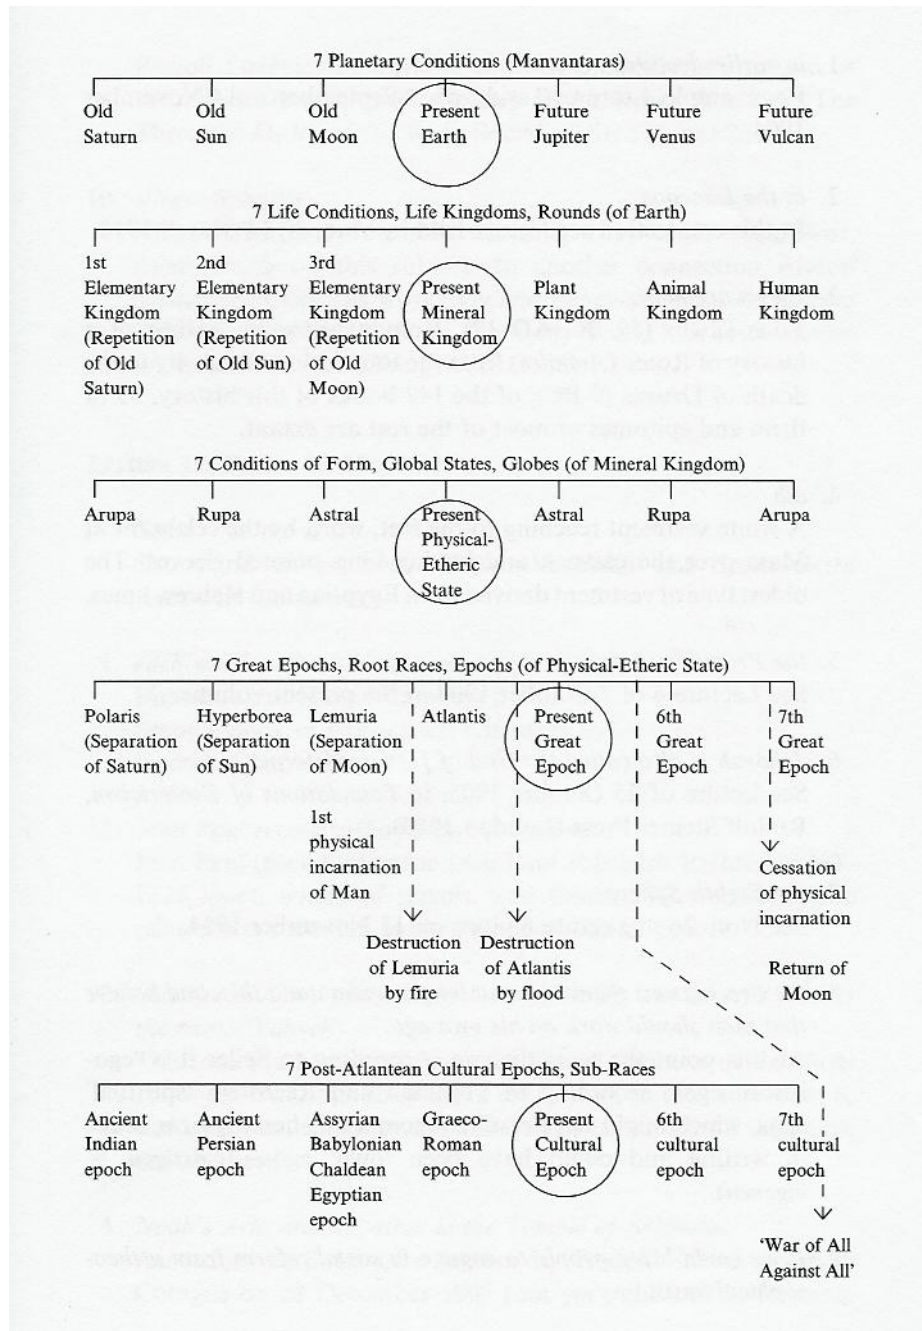 7 Planetary Conditions (Manvantaras)
Old Saturn
Old Sun
Old Moon
Present Earth
Future Jupiter
Future Venus
Future Vulcan
7 Life Conditions, Life Kingdoms, Rounds (of Earth)
1st
Elementary
Kingdom
(Repetition
of Old
Saturn)
2nd
Elementary
Kingdom
(Repetition
of Old Sun)
3rd
Elementary
Kingdom
(Repetition
of Old
Moon)
Present
Mineral
Kingdom
Plant
Kingdom
Animal
Kingdom
Human
Kingdom
7 Conditions of Form, Global States, Globes (of Mineral Kingdom)
Arupa
Rupa
Astral
Present
Physical-
Etheric
State
Astral
Rupa
Arupa
7 Great Epochs, Root Races, Epochs (of Physical-Etheric State)
Polaris
(Separation
of Saturn)
Hyperborea
(Separation
of Sun)
Lemuria
(Separation
of Moon)
1st
physical
incarnation
of Man
Atlantis
Present
Great
Epoch
6th
Great
Epoch
7th
Great
Epoch
Cessation
of physical
incarnation
Destruction
of Lemuria
by fire
Destruction
of Atlantis
by flood
Return of
Moon
7 Post-Atlantean Cultural Epochs, Sub-Races
Ancient
Indian
epoch
Ancient
Persian
epoch
Assyrian
Babylonian
Chaldean
Egyptian
epoch
Graeco-
Roman
epoch
Present
Cultural
Epoch
6th
cultural
epoch
7th
cultural
epoch
'War of All
Against All'